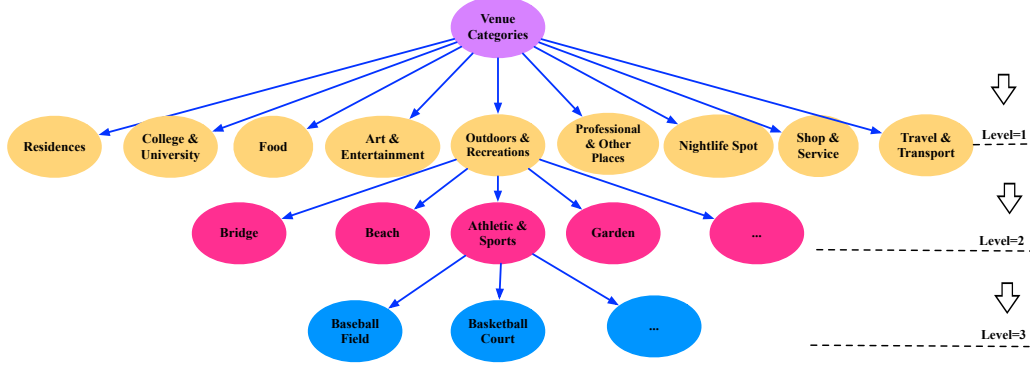 Venue
Categories
Residences
College &
University
Food
Art &
Entertainment
Outdoors &
Recreations
Professional
& Other
Places
Nightlife Spot
Shop &
Service
Travel &
Transport
Level=1
Bridge
Beach
Athletic &
Sports
Garden
...
Level=2
Baseball
Field
Basketball
Court
...
Level=3